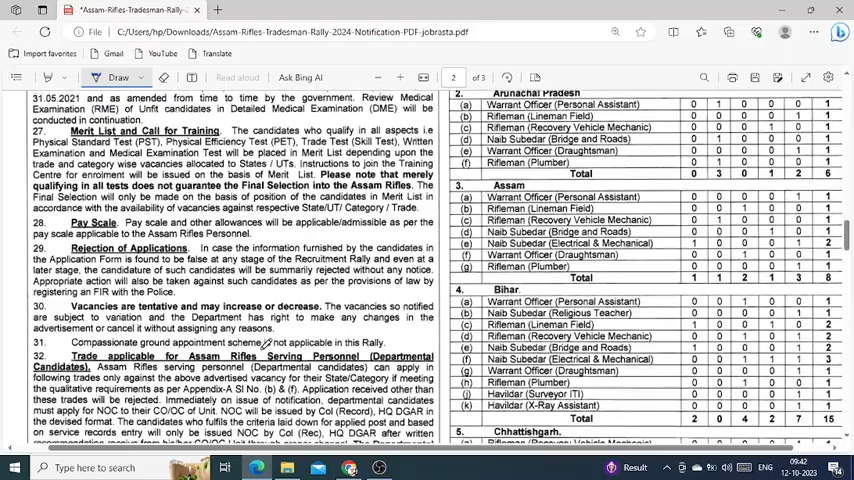 *Assam-Rifles-Tradesman-Rally-2
C:/Users/hp/Downloads/Assam-Rifles-Tradesman-Rally-2024-Notification-PDF-jobrasta.pdf
Import favorites
Gmail
YouTube
Translate
Draw
Read aloud
Ask Bing AI
2
of 3
31.05.2021 and as amended from time to time by the government. Review Medical
Examination (RME) of Unfit candidates in Detailed Medical Examination (DME) will be
conducted in continuation.
27. Merit List and Call for Training. The candidates who qualify in all aspects i.e
Physical Standard Test (PST), Physical Efficiency Test (PET), Trade Test (Skill Test), Written
Examination and Medical Examination Test will be placed in Merit List depending upon the
trade and category wise vacancies allocated to States / UTs. Instructions to join the Training
Centre for enrolment will be issued on the basis of Merit List. Please note that merely
qualifying in all tests does not guarantee the Final Selection into the Assam Rifles. The
Final Selection will only be made on the basis of position of the candidates in Merit List in
accordance with the availability of vacancies against respective State/UT/ Category / Trade.
28. Pay Scale. Pay scale and other allowances will be applicable/admissible as per the
pay scale applicable to the Assam Rifles Personnel.
29. Rejection of Applications. In case the information furnished by the candidates in
the Application Form is found to be false at any stage of the Recruitment Rally and even at a
later stage, the candidature of such candidates will be summarily rejected without any notice.
Appropriate action will also be taken against such candidates as per the provisions of law by
registering an FIR with the Police.
30. Vacancies are tentative and may increase or decrease. The vacancies so notified
are subject to variation and the Department has right to make any changes in the
advertisement or cancel it without assigning any reasons.
31. Compassionate ground appointment scheme not applicable in this Rally.
32. Trade applicable for Assam Rifles Serving Personnel (Departmental
Candidates). Assam Rifles serving personnel (Departmental candidates) can apply in
following trades only against the above advertised vacancy for their State/Category if meeting
the qualitative requirements as per Appendix-A Sl No. (b) & (f). Application received other than
these trades will be rejected. Immediately on issue of notification, departmental candidates
must apply for NOC to their CO/OC of Unit. NOC will be issued by Col (Record), HQ DGAR in
the devised format. The candidates who fulfils the criteria laid down for applied post and based
on service records entry will only be issued NOC by Col (Rec), HQ DGAR after written
2. Arunachal Pradesh
(a) Warrant Officer (Personal Assistant) 0 1 0 0 0 1
(b) Rifleman (Lineman Field) 0 0 0 0 1 1
(c) Rifleman (Recovery Vehicle Mechanic) 0 0 0 1 0 1
(d) Naib Subedar (Bridge and Roads) 0 1 0 0 0 1
(e) Warrant Officer (Draughtsman) 0 0 0 0 1 1
(f) Rifleman (Plumber) 0 1 0 0 0 1
Total 0 3 0 1 2 6
3. Assam
(a) Warrant Officer (Personal Assistant) 0 0 0 0 1 1
(b) Rifleman (Lineman Field) 0 0 1 0 0 1
(c) Rifleman (Recovery Vehicle Mechanic) 0 1 0 0 0 1
(d) Naib Subedar (Bridge and Roads) 0 0 0 1 0 1
(e) Naib Subedar (Electrical & Mechanical) 1 0 0 0 1 2
(f) Warrant Officer (Draughtsman) 0 0 1 0 0 1
(g) Rifleman (Plumber) 0 0 0 0 1 1
Total 1 1 2 1 3 8
4 Bihar
(a) Warrant Officer (Personal Assistant) 0 0 1 0 0 1
(b) Naib Subedar (Religious Teacher) 0 0 0 0 1 1
(c) Rifleman (Lineman Field) 1 0 0 0 1 2
(d) Rifleman (Recovery Vehicle Mechanic) 0 0 1 0 1 2
(e) Naib Subedar (Bridge and Roads) 1 0 0 0 1 2
(f) Naib Subedar (Electrical & Mechanical) 0 0 1 1 1 3
(g) Warrant Officer (Draughtsman) 0 0 0 0 1 1
(h) Rifleman (Plumber) 0 0 0 1 0 1
(j) Havildar (Surveyor ITI) 0 0 0 0 1 1
(k) Havildar (X-Ray Assistant) 0 0 1 0 0 1
Total 2 0 4 2 7 15
5. Chhattishgarh.
Type here to search
Result
ENG
09:42
12-10-2023